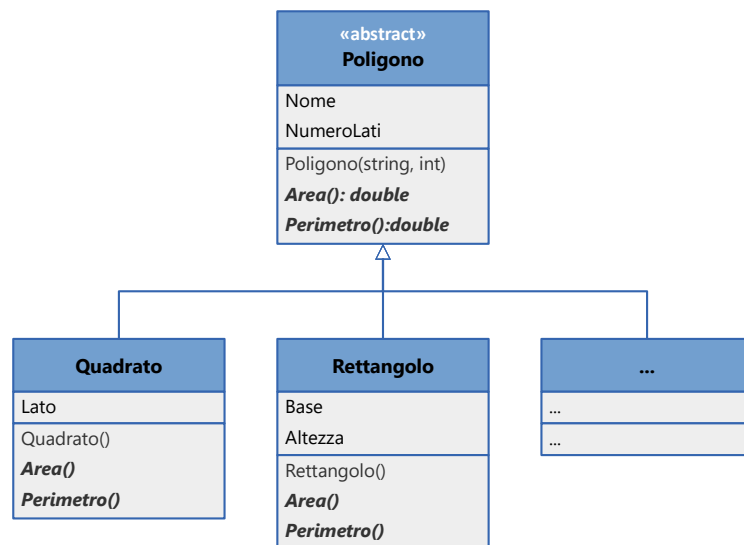 «abstract»
Poligono
Nome
NumeroLati
Poligono(string, int)
Area(): double
Perimetro():double
Quadrato
Lato
Quadrato()
Area()
Perimetro()
Rettangolo
Base
Altezza
Rettangolo()
Area()
Perimetro()
...
...
...